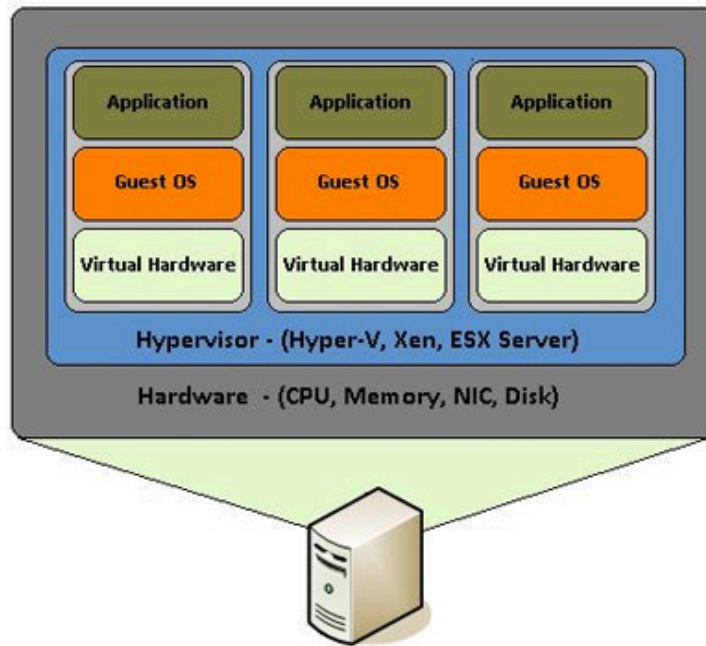 Application Application Application
Guest OS Guest OS Guest OS
Virtual Hardware Virtual Hardware Virtual Hardware
Hypervisor - (Hyper-V, Xen, ESX Server)
Hardware - (CPU, Memory, NIC, Disk)